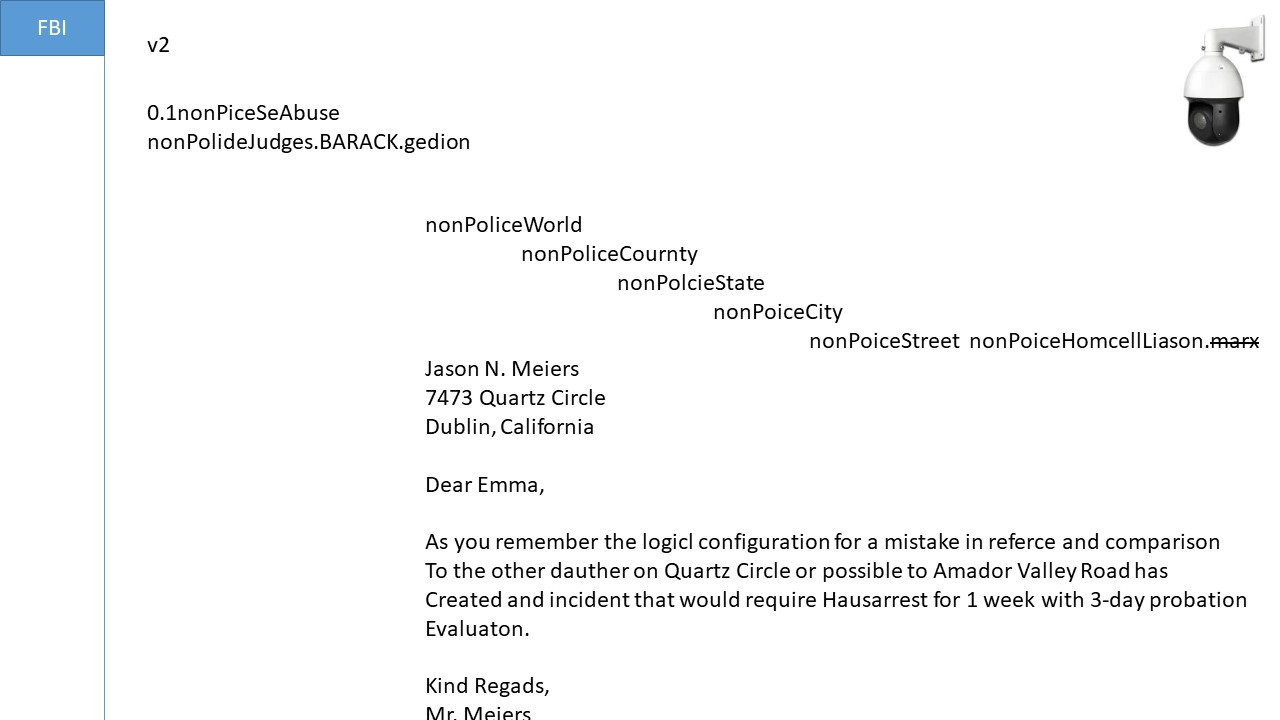 FBI
v2
0.1nonPiceSeAbuse
nonPolideJudges.BARACK.gedion
nonPoliceWorld
nonPoliceCournty
nonPolcieState
nonPoiceCity
nonPoiceStreet nonPoiceHomcellLiason.marx
Jason N. Meiers
7473 Quartz Circle
Dublin, California
Dear Emma,
As you remember the logicl configuration for a mistake in referce and comparison
To the other dauther on Quartz Circle or possible to Amador Valley Road has
Created and incident that would require Hausarrest for 1 week with 3-day probation
Evaluaton.
Kind Regads,
Mr. Meiers